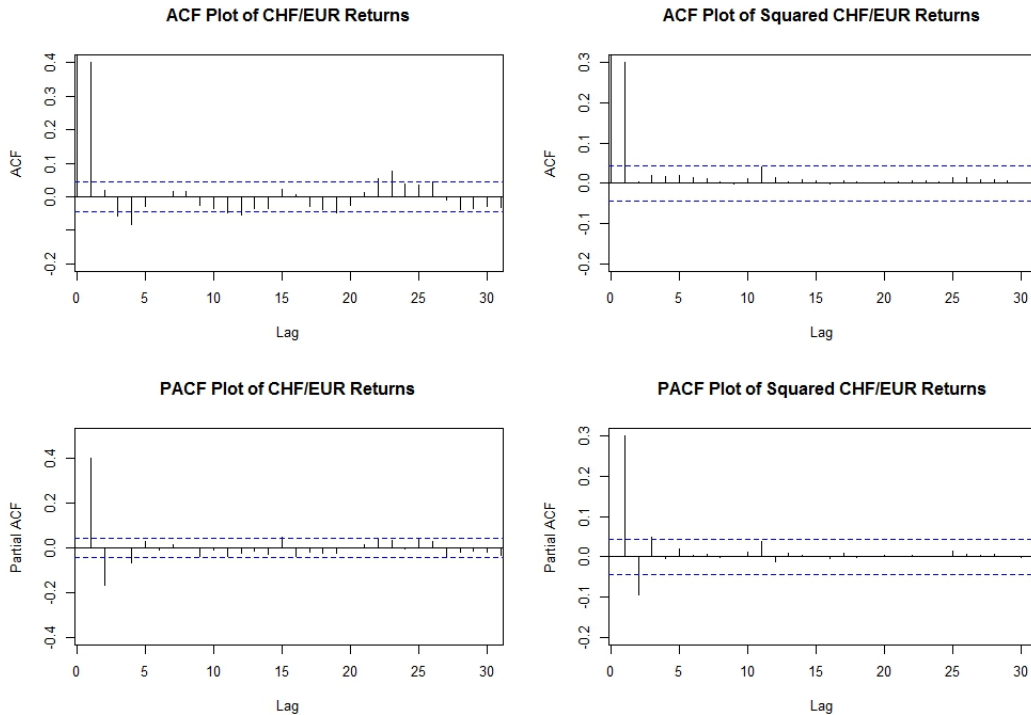 ACF Plot of CHF/EUR Returns
ACF
0.4
0.3
0.2
0.1
0.0
-0.2
0 5 10 15 20 25 30
Lag
ACF Plot of Squared CHF/EUR Returns
ACF
0.3
0.2
0.1
0.0
-0.1
-0.2
0 5 10 15 20 25 30
Lag
PACF Plot of CHF/EUR Returns
Partial ACF
0.4
0.2
0.0
-0.2
-0.4
0 5 10 15 20 25 30
Lag
PACF Plot of Squared CHF/EUR Returns
Partial ACF
0.3
0.2
0.1
0.0
-0.1
-0.2
0 5 10 15 20 25 30
Lag